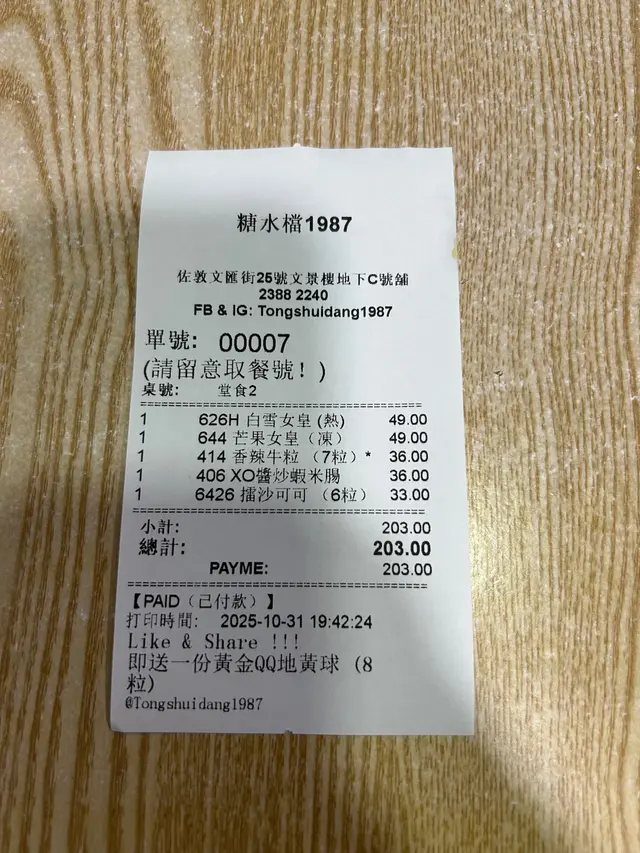 糖水檔1987
佐敦文匯街25號文景樓地下C號舖
2388 2240
FB & IG: Tongshuidang1987
單號: 00007
(請留意取餐號! )
桌號: 堂食2
1 626H 白雪女皇 (熱) 49.00
1 644 芒果女皇（凍） 49.00
1 414 香辣牛粒 （7粒）* 36.00
1 406 XO醬炒蝦米腸 36.00
1 6426 擂沙可可 （6粒） 33.00
小計: 203.00
總計: 203.00
PAYME: 203.00
【PAID（己付款）】
打印時間: 2025-10-31 19:42:24
Like & Share !!!
即送一份黃金QQ地黃球 (8
粒)
@Tongshuidang1987